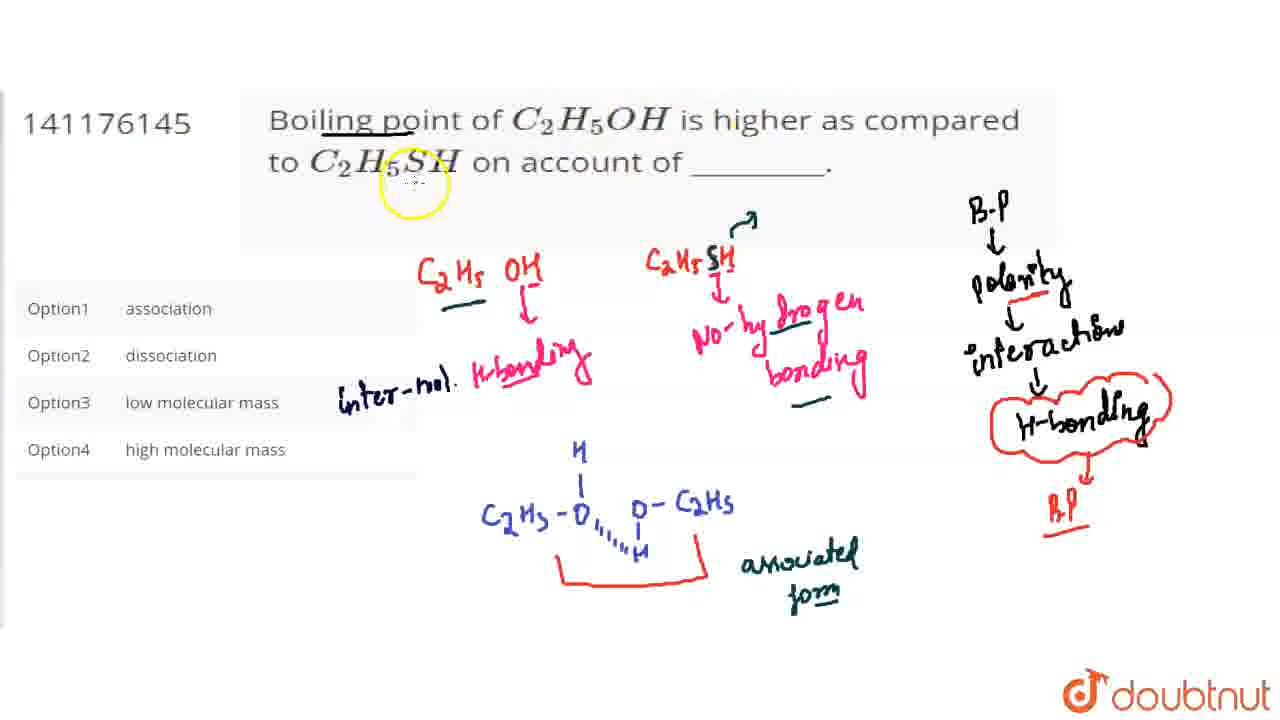 141176145
Boiling point of C₂H₅OH is higher as compared
to C₂H₅SH on account of ________.
Option1 association
Option2 dissociation
Option3 low molecular mass
Option4 high molecular mass
C₂H₅ OH
inter-mol. H-bonding
C₂H₅ SH
No-hydrogen
bonding
B.P
polarity
interaction
H-bonding
B.P
H
C₂H₅-O
O-C₂H₅
H
associated
form
doubtnut